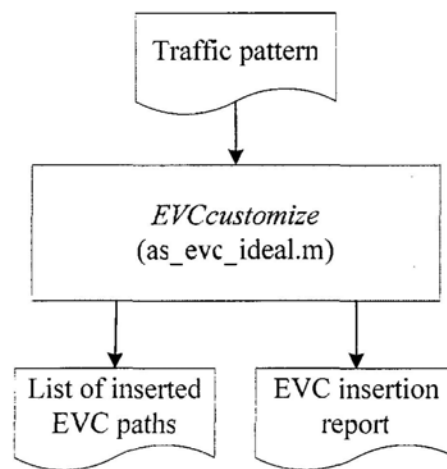 Traffic pattern
EVCcustomize
(as_evc_ideal.m)
List of inserted
EVC paths
EVC insertion
report